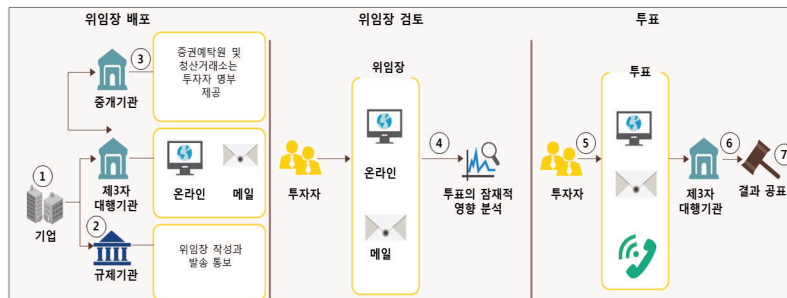 위임장 배포
3
증권예탁원 및
청산거래소는
투자자 명부
제공
중개기관
1
기업
제3자
대행기관
온라인
메일
2
규제기관
위임장 작성과
발송 통보
위임장 검토
위임장
투자자
온라인
메일
4
투표의 잠재적
영향 분석
투표
투표
투자자
5
제3자
대행기관
6
7
결과 공표